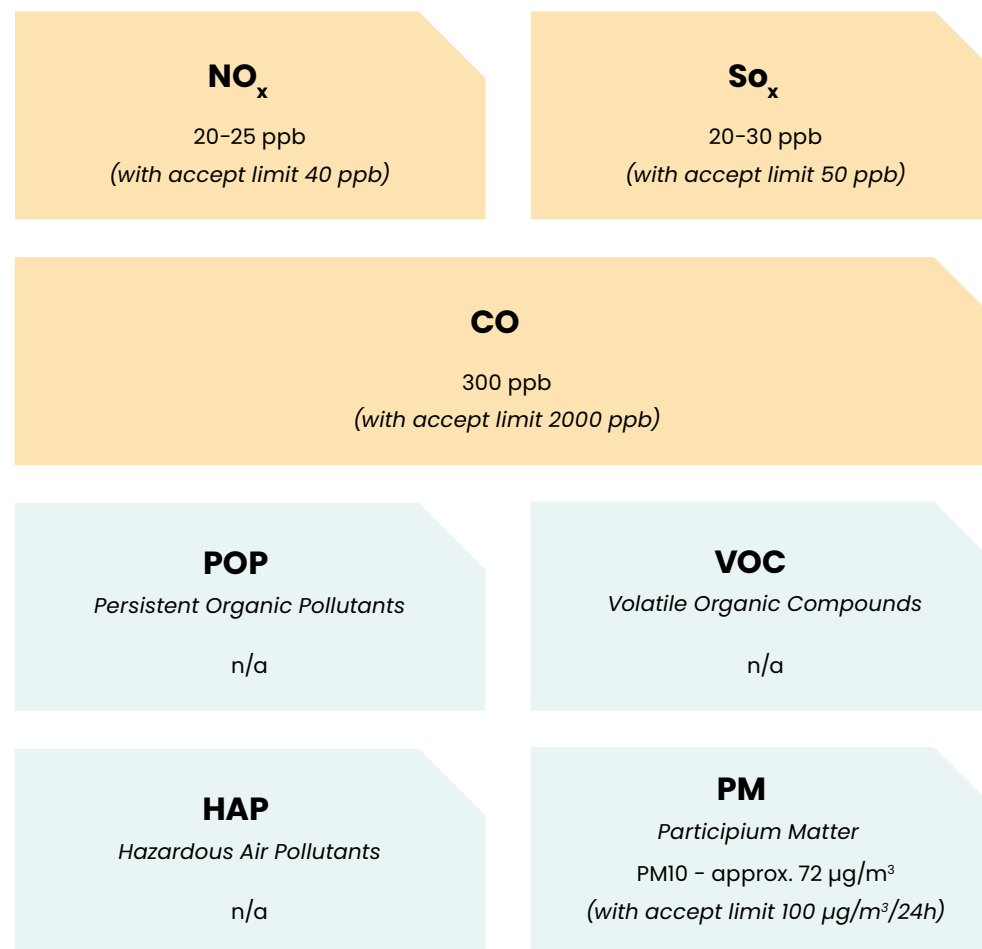 NOx
20-25 ppb
(with accept limit 40 ppb)
Sox
20-30 ppb
(with accept limit 50 ppb)
CO
300 ppb
(with accept limit 2000 ppb)
POP
Persistent Organic Pollutants
n/a
VOC
Volatile Organic Compounds
n/a
HAP
Hazardous Air Pollutants
n/a
PM
Participium Matter
PM10 - approx. 72 µg/m³
(with accept limit 100 µg/m³/24h)